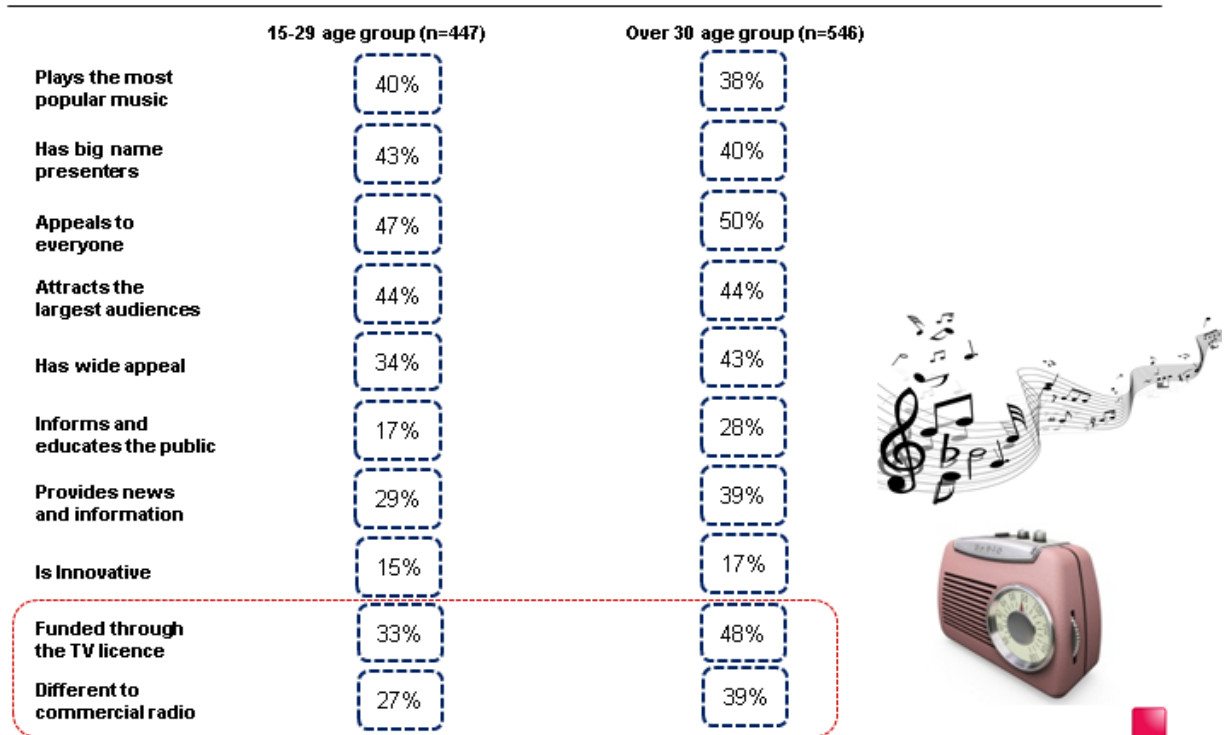 15-29 age group (n=447) Over 30 age group (n=546)
Plays the most
popular music
40% 38%
Has big name
presenters
43% 40%
Appeals to
everyone
47% 50%
Attracts the
largest audiences
44% 44%
Has wide appeal 34% 43%
Informs and
educates the public
17% 28%
Provides news
and information
29% 39%
Is Innovative 15% 17%
Funded through
the TV licence
33% 48%
Different to
commercial radio
27% 39%